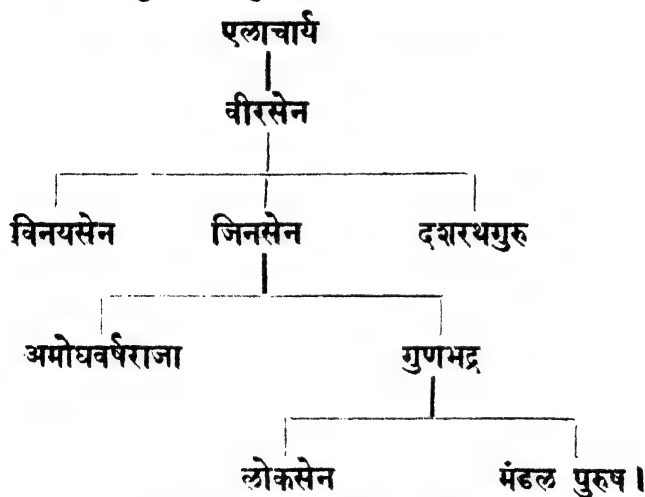 एलाचार्य
वीरसेन
विनयसेन जिनसेन दशरथगुरु
अमोघवर्षराजा गुणभद्र
लोकसेन मंडल पुरुष।